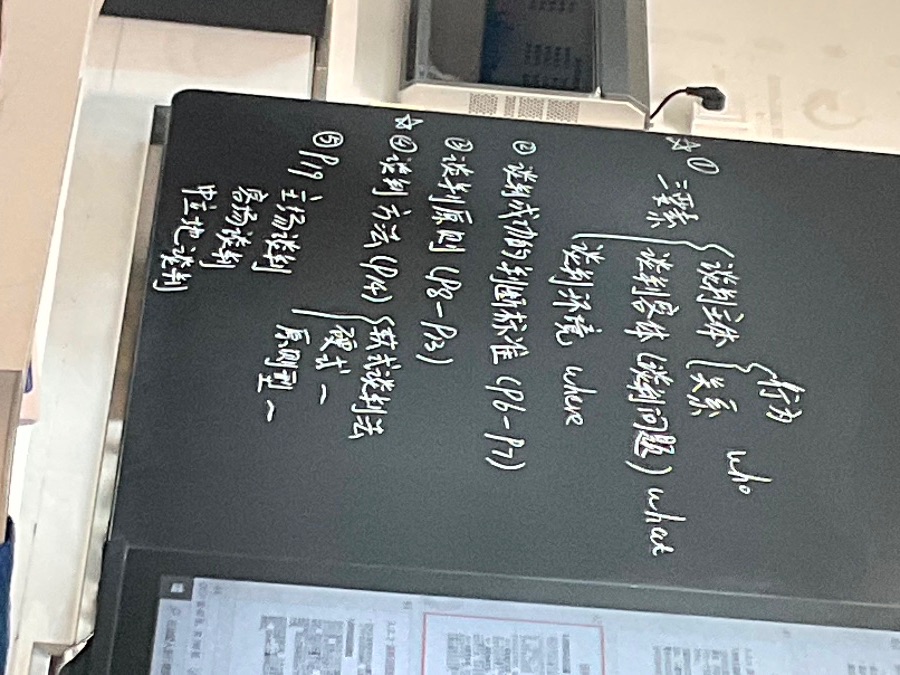 行为
☆① 三要素 { 谈判主体 { 关系 who
谈判客体 (谈判问题) what
谈判环境 where
② 谈判成功的判断标准 (P6-P7)
③ 谈判原则 (P8-P13)
☆④ 谈判方法 (P14) { 软式谈判法
硬式 ~
原则型 ~
⑤ P19 主场谈判
客场谈判
中立地谈判